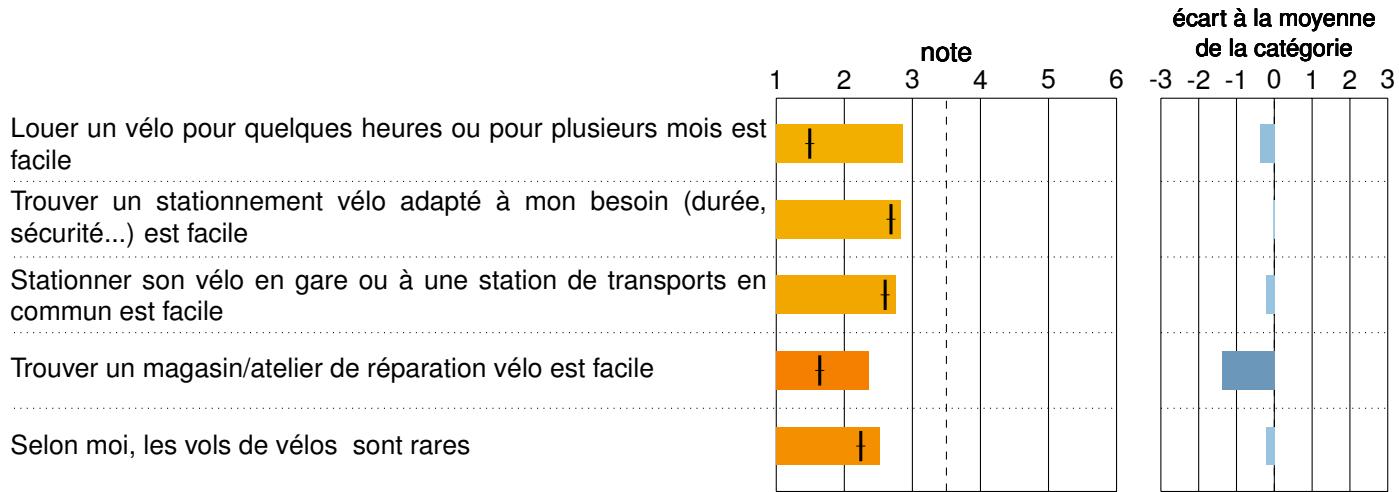 écart à la moyenne
note de la catégorie
1 2 3 4 5 6 -3 -2 -1 0 1 2 3
Louer un vélo pour quelques heures ou pour plusieurs mois est
facile
Trouver un stationnement vélo adapté à mon besoin (durée,
sécurité...) est facile
Stationner son vélo en gare ou à une station de transports en
commun est facile
Trouver un magasin/atelier de réparation vélo est facile
Selon moi, les vols de vélos sont rares